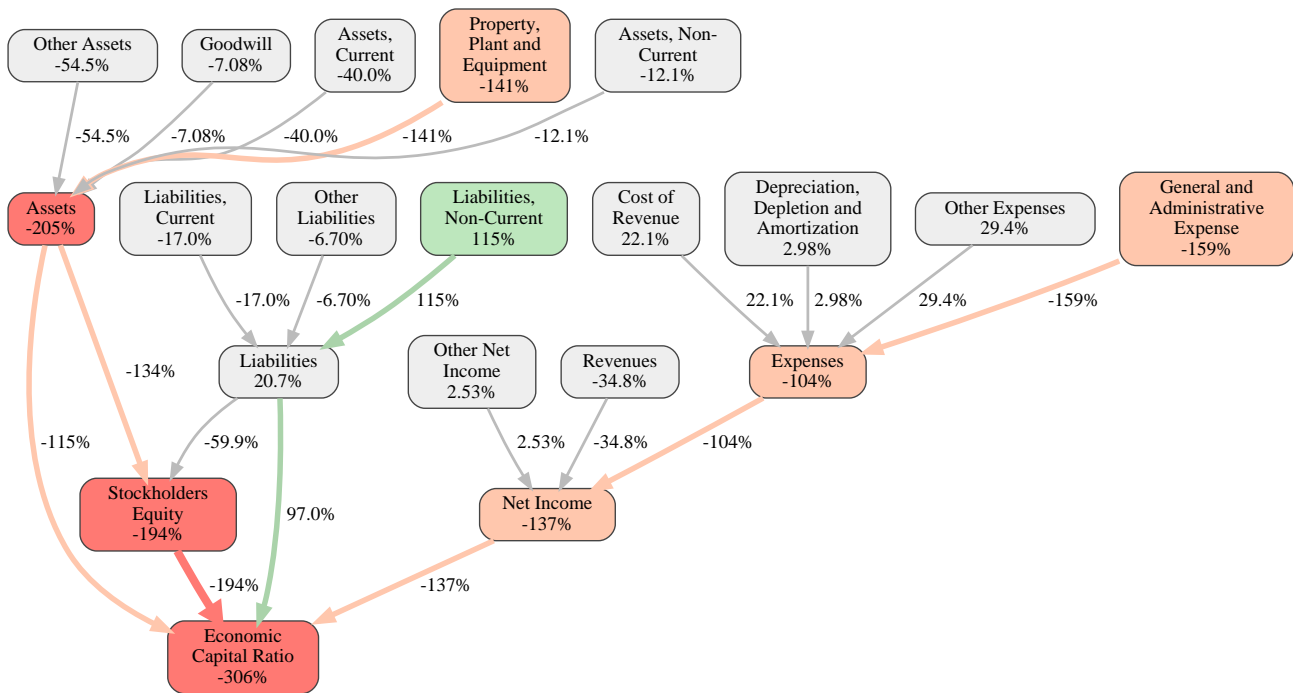 Other Assets
-54.5%
Goodwill
-7.08%
Assets,
Current
-40.0%
Property,
Plant and
Equipment
-141%
Assets, Non-
Current
-12.1%
-54.5%
-7.08%
-40.0%
-141%
-12.1%
Assets
-205%
Liabilities,
Current
-17.0%
Other
Liabilities
-6.70%
Liabilities,
Non-Current
115%
Cost of
Revenue
22.1%
Depreciation,
Depletion and
Amortization
2.98%
Other Expenses
29.4%
General and
Administrative
Expense
-159%
-17.0%
-6.70%
115%
22.1%
2.98%
29.4%
-159%
Liabilities
20.7%
Other Net
Income
2.53%
Revenues
-34.8%
Expenses
-104%
-134%
-115%
-59.9%
2.53%
-34.8%
-104%
Stockholders
Equity
-194%
97.0%
Net Income
-137%
-194%
-137%
Economic
Capital Ratio
-306%